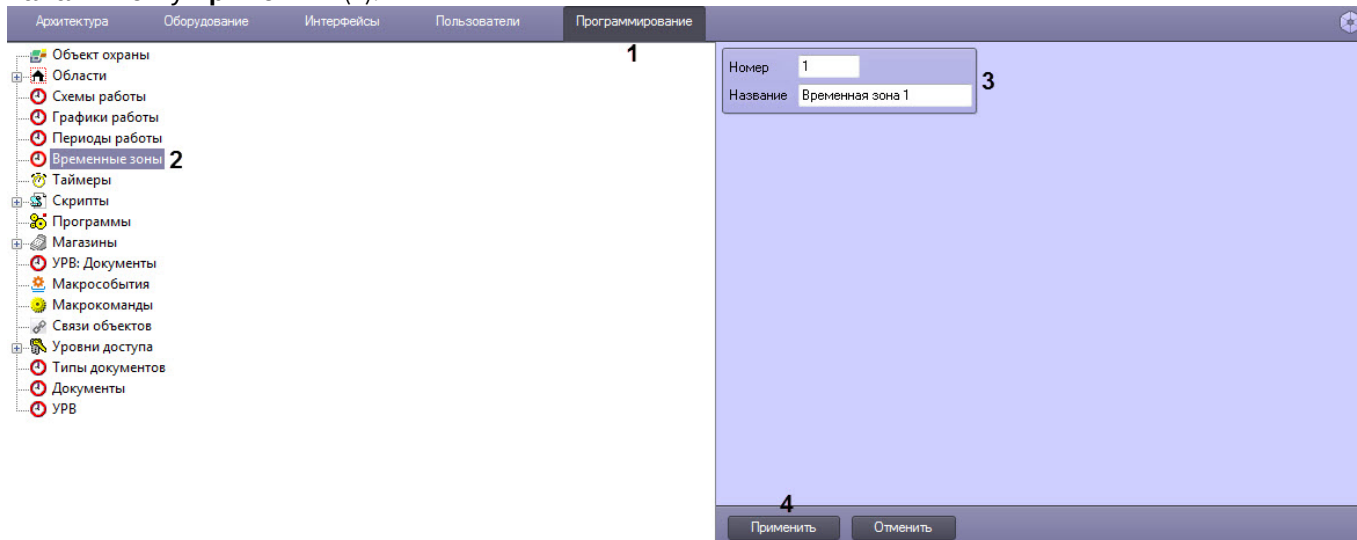 Архитектура Оборудование Интерфейсы Пользователи Программирование
1
Объект охраны
Области
Схемы работы
Графики работы
Периоды работы
Временные зоны 2
Таймеры
Скрипты
Программы
Магазины
УРВ: Документы
Макрособытия
Макрокоманды
Связи объектов
Уровни доступа
Типы документов
Документы
УРВ
Номер 1
Название Временная зона 1
3
4
Применить Отменить